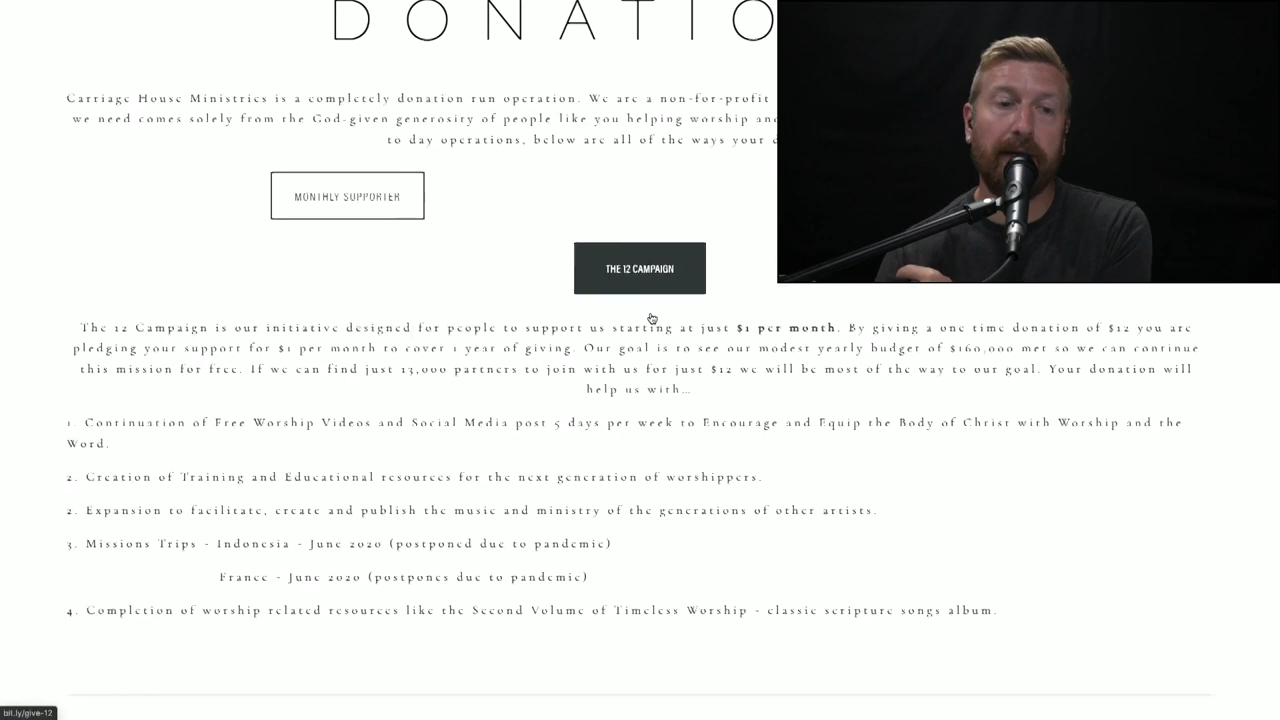 DONATIO
Carriage House Ministries is a completely donation run operation. We are a non-for-profit
we need comes solely from the God-given generosity of people like you helping worship and
to day operations, below are all of the ways your
MONTHLY SUPPORTER
THE 12 CAMPAIGN
The 12 Campaign is our initiative designed for people to support us starting at just $1 per month. By giving a one time donation of $12 you are
pledging your support for $1 per month to cover 1 year of giving. Our goal is to see our modest yearly budget of $160,000 met so we can continue
this mission for free. If we can find just 13,000 partners to join with us for just $12 we will be most of the way to our goal. Your donation will
help us with...
1. Continuation of Free Worship Videos and Social Media post 5 days per week to Encourage and Equip the Body of Christ with Worship and the
Word.
2. Creation of Training and Educational resources for the next generation of worshippers.
2. Expansion to facilitate, create and publish the music and ministry of the generations of other artists.
3. Missions Trips - Indonesia - June 2020 (postponed due to pandemic)
France - June 2020 (postpones due to pandemic)
4. Completion of worship related resources like the Second Volume of Timeless Worship - classic scripture songs album.
bit.ly/give-12